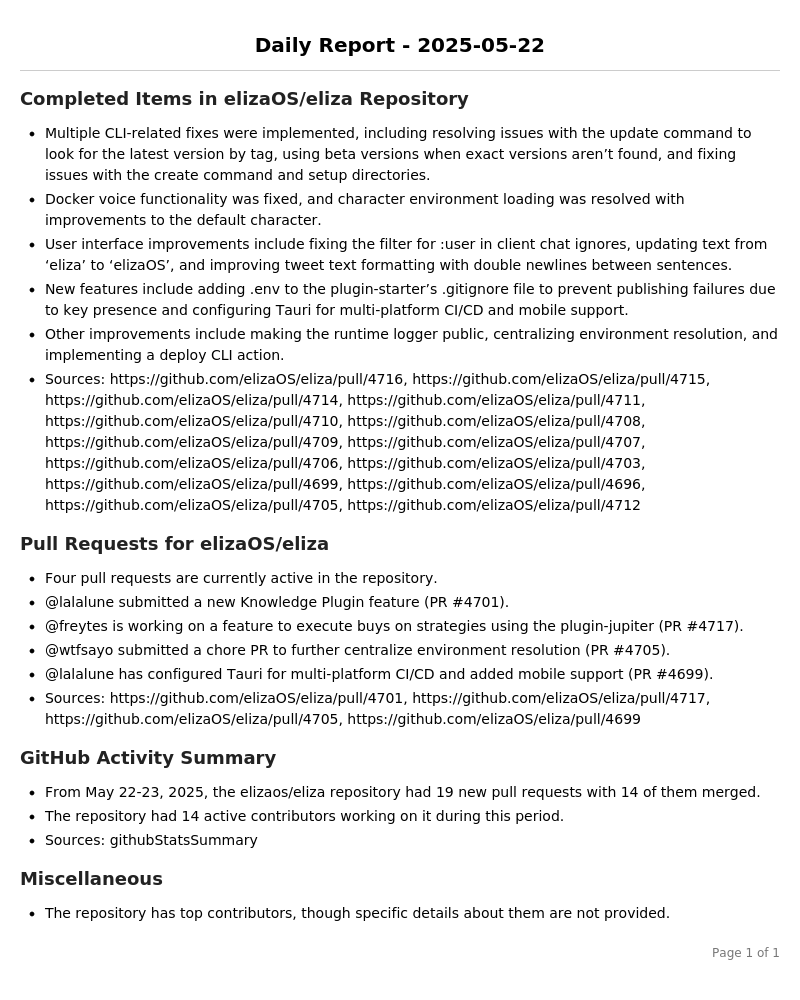 Daily Report - 2025-05-22
Completed Items in elizaOS/eliza Repository
• Multiple CLI-related fixes were implemented, including resolving issues with the update command to
look for the latest version by tag, using beta versions when exact versions aren’t found, and fixing
issues with the create command and setup directories.
• Docker voice functionality was fixed, and character environment loading was resolved with
improvements to the default character.
• User interface improvements include fixing the filter for :user in client chat ignores, updating text from
‘eliza’ to ‘elizaOS’, and improving tweet text formatting with double newlines between sentences.
• New features include adding .env to the plugin-starter’s .gitignore file to prevent publishing failures due
to key presence and configuring Tauri for multi-platform CI/CD and mobile support.
• Other improvements include making the runtime logger public, centralizing environment resolution, and
implementing a deploy CLI action.
• Sources: https://github.com/elizaOS/eliza/pull/4716, https://github.com/elizaOS/eliza/pull/4715,
https://github.com/elizaOS/eliza/pull/4714, https://github.com/elizaOS/eliza/pull/4711,
https://github.com/elizaOS/eliza/pull/4710, https://github.com/elizaOS/eliza/pull/4708,
https://github.com/elizaOS/eliza/pull/4709, https://github.com/elizaOS/eliza/pull/4707,
https://github.com/elizaOS/eliza/pull/4706, https://github.com/elizaOS/eliza/pull/4703,
https://github.com/elizaOS/eliza/pull/4699, https://github.com/elizaOS/eliza/pull/4696,
https://github.com/elizaOS/eliza/pull/4705, https://github.com/elizaOS/eliza/pull/4712
Pull Requests for elizaOS/eliza
• Four pull requests are currently active in the repository.
• @lalalune submitted a new Knowledge Plugin feature (PR #4701).
• @freytes is working on a feature to execute buys on strategies using the plugin-jupiter (PR #4717).
• @wtfsayo submitted a chore PR to further centralize environment resolution (PR #4705).
• @lalalune has configured Tauri for multi-platform CI/CD and added mobile support (PR #4699).
• Sources: https://github.com/elizaOS/eliza/pull/4701, https://github.com/elizaOS/eliza/pull/4717,
https://github.com/elizaOS/eliza/pull/4705, https://github.com/elizaOS/eliza/pull/4699
GitHub Activity Summary
• From May 22-23, 2025, the elizaos/eliza repository had 19 new pull requests with 14 of them merged.
• The repository had 14 active contributors working on it during this period.
• Sources: githubStatsSummary
Miscellaneous
• The repository has top contributors, though specific details about them are not provided.
Page 1 of 1